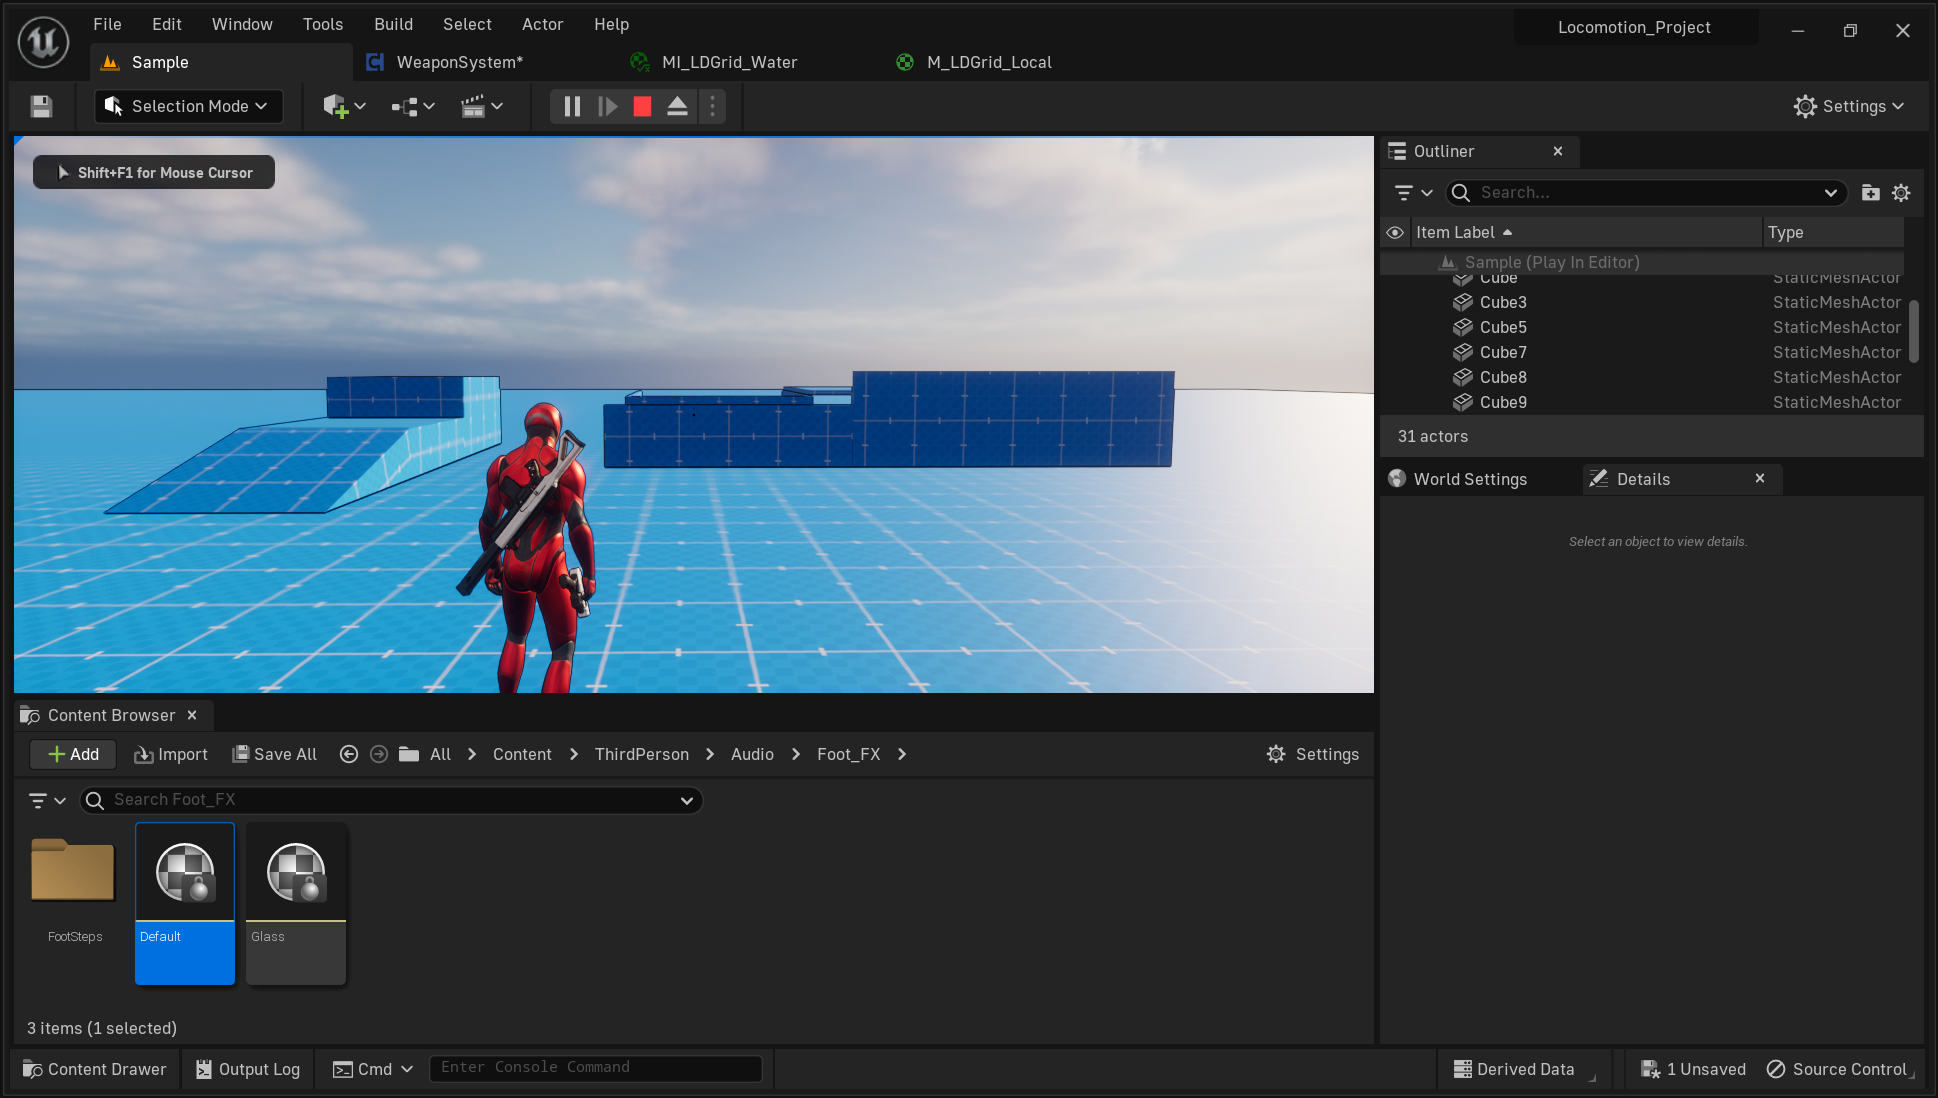 File Edit Window Tools Build Select Actor Help
Locomotion_Project
Sample WeaponSystem* MI_LDGrid_Water M_LDGrid_Local
Selection Mode
Settings
Shift+F1 for Mouse Cursor
Outliner
Search...
Item Label Type
Sample (Play In Editor)
Cube StaticMeshActor
Cube3 StaticMeshActor
Cube5 StaticMeshActor
Cube7 StaticMeshActor
Cube8 StaticMeshActor
Cube9 StaticMeshActor
31 actors
World Settings Details
Select an object to view details.
Content Browser
Add Import Save All All Content ThirdPerson Audio Foot_FX Settings
Search Foot_FX
FootSteps Default Glass
3 items (1 selected)
Content Drawer Output Log Cmd Enter Console Command Derived Data 1 Unsaved Source Control